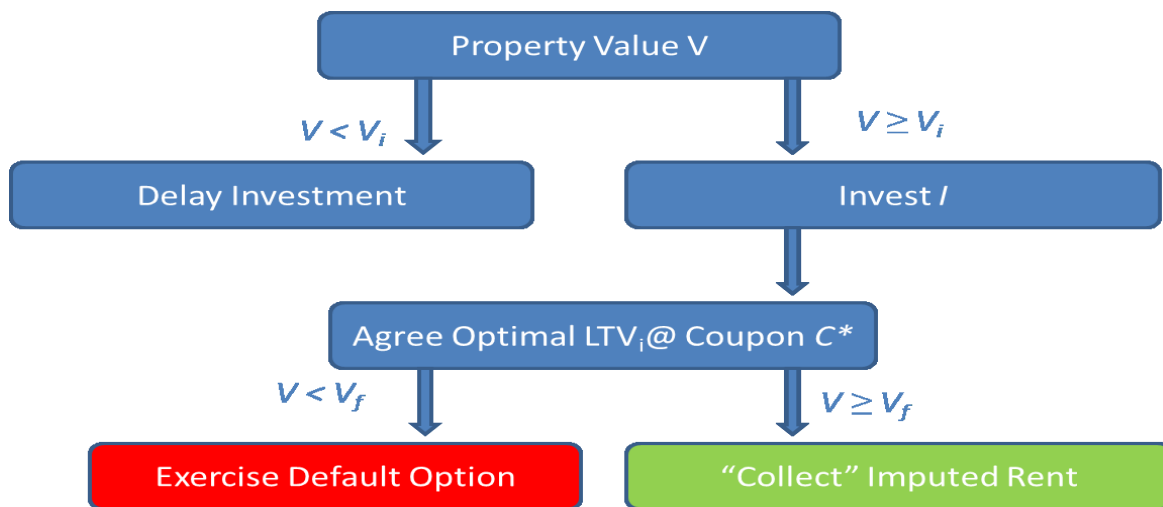 Property Value V
V < Vi
V ≥ Vi
Delay Investment
Invest I
Agree Optimal LTVi@ Coupon C*
V < Vf
V ≥ Vf
Exercise Default Option
“Collect” Imputed Rent